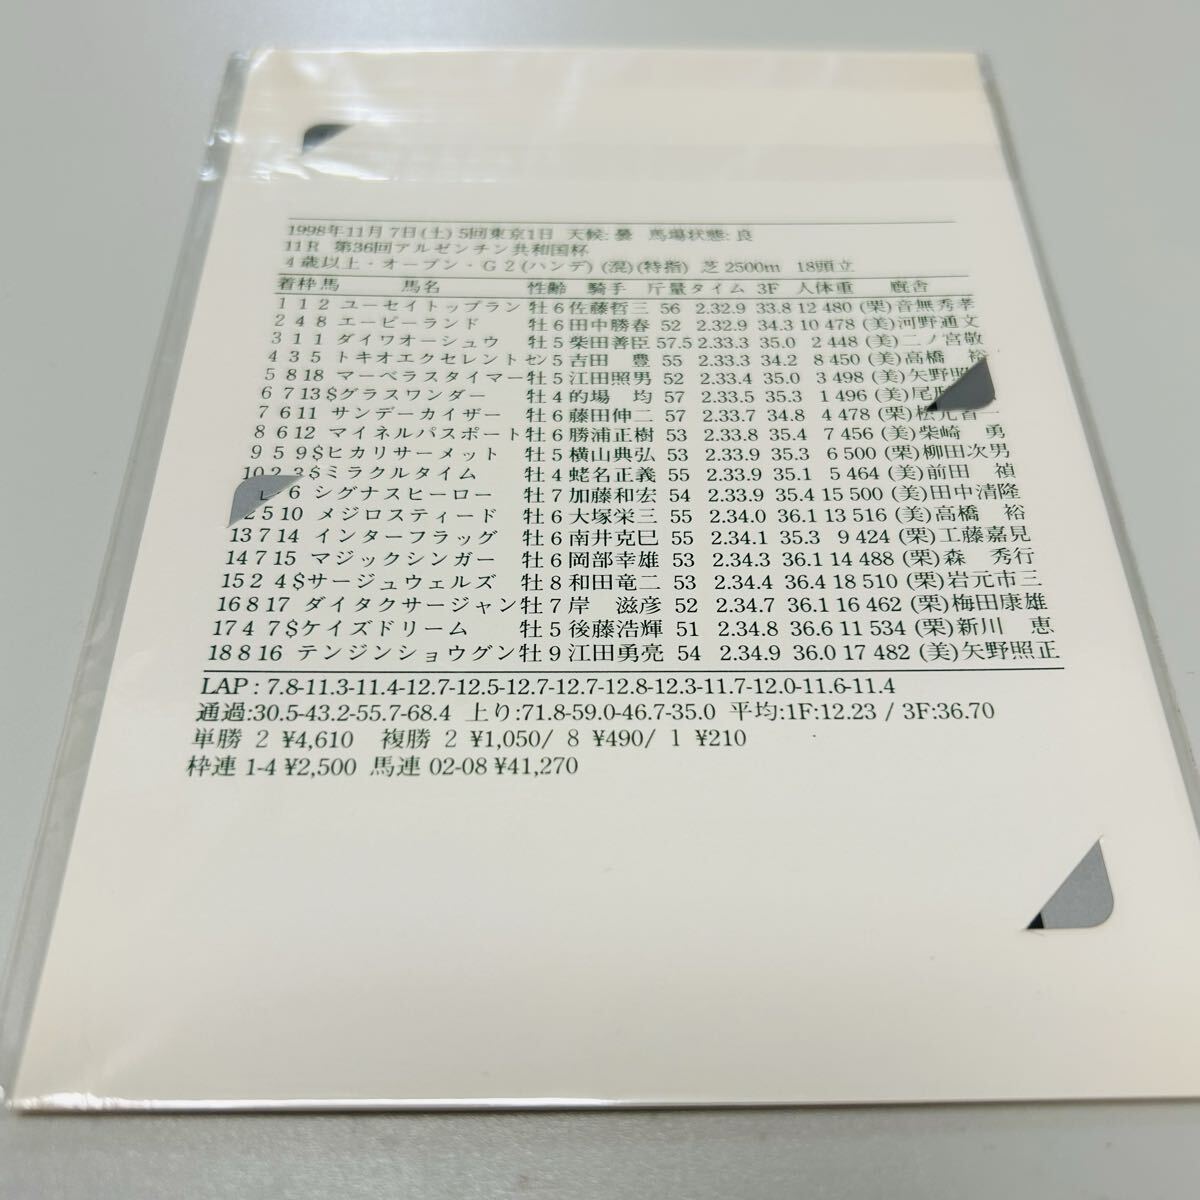 1998年11月 7日(土) 5回東京1日 天候: 曇 馬場状態: 良
11R 第36回アルゼンチン共和国杯
4歳以上・オープン・G2(ハンデ) (混)(特指) 芝 2500m 18頭立
着枠馬 馬名 性齢 騎手 斤量タイム 3F 人体重 厩舎
1 1 2 ユーセイトップラン 牡6 佐藤哲三 56 2.32.9 33.8 12 480 (栗)音無秀孝
2 4 8 エービーランド 牡6 田中勝春 52 2.32.9 34.3 10 478 (美)河野通文
3 1 1 ダイワオーシュウ 牡5 柴田善臣 57.5 2.33.3 35.0 2 448 (美)二ノ宮敬
4 3 5 トキオエクセレント セン5 吉田 豊 55 2.33.3 34.2 8 450 (美)高橋 裕
5 8 18 マーベラスタイマー 牡5 江田照男 52 2.33.4 35.0 3 498 (美)矢野照
6 7 13 $グラスワンダー 牡4 的場 均 57 2.33.5 35.3 1 496 (美)尾
7 6 11 サンデーカイザー 牡6 藤田伸二 57 2.33.7 34.8 4 478 (栗)松元省一
8 6 12 マイネルパスポート 牡6 勝浦正樹 53 2.33.8 35.4 7 456 (美)柴崎 勇
9 5 9 $ヒカリサーメット 牡5 横山典弘 53 2.33.9 35.3 6 500 (栗)柳田次男
10 2 3 $ミラクルタイム 牡4 蛯名正義 55 2.33.9 35.1 5 464 (美)前田 禎
6 シグナスヒーロー 牡7 加藤和宏 54 2.33.9 35.4 15 500 (美)田中清隆
2 5 10 メジロスティード 牡6 大塚栄三 55 2.34.0 36.1 13 516 (美)高橋 裕
13 7 14 インターフラッグ 牡6 南井克巳 55 2.34.1 35.3 9 424 (栗)工藤嘉見
14 7 15 マジックシンガー 牡6 岡部幸雄 53 2.34.3 36.1 14 488 (栗)森 秀行
15 2 4 $サージュウェルズ 牡8 和田竜二 53 2.34.4 36.4 18 510 (栗)岩元市三
16 8 17 ダイタクサージャン 牡7 岸 滋彦 52 2.34.7 36.1 16 462 (栗)梅田康雄
17 4 7 $ケイズドリーム 牡5 後藤浩輝 51 2.34.8 36.6 11 534 (栗)新川 恵
18 8 16 テンジンショウグン 牡9 江田勇亮 54 2.34.9 36.0 17 482 (美)矢野照正
LAP : 7.8-11.3-11.4-12.7-12.5-12.7-12.7-12.8-12.3-11.7-12.0-11.6-11.4
通過:30.5-43.2-55.7-68.4 上り:71.8-59.0-46.7-35.0 平均:1F:12.23 / 3F:36.70
単勝 2 ¥4,610 複勝 2 ¥1,050/ 8 ¥490/ 1 ¥210
枠連 1-4 ¥2,500 馬連 02-08 ¥41,270